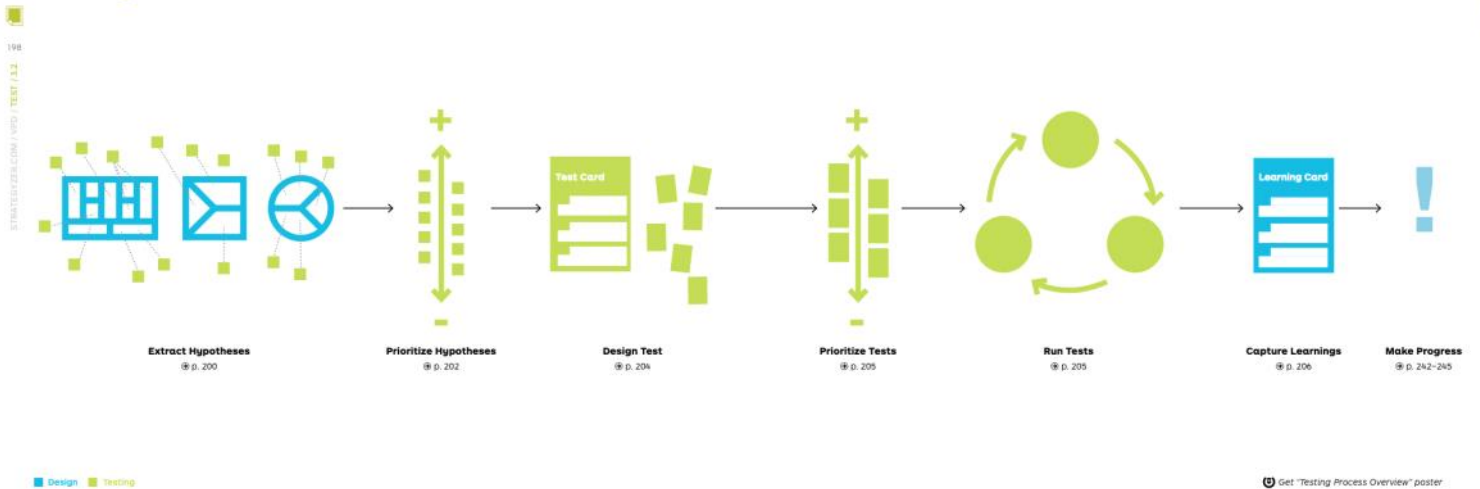 198
STRATEGYZER.COM / VPD / TEST / 3.2
+
+
Test Card
Learning Card
!
-
-
Extract Hypotheses
p. 200
Prioritize Hypotheses
p. 202
Design Test
p. 204
Prioritize Tests
p. 205
Run Tests
p. 205
Capture Learnings
p. 206
Make Progress
p. 242–245
Design
Testing
Get "Testing Process Overview" poster